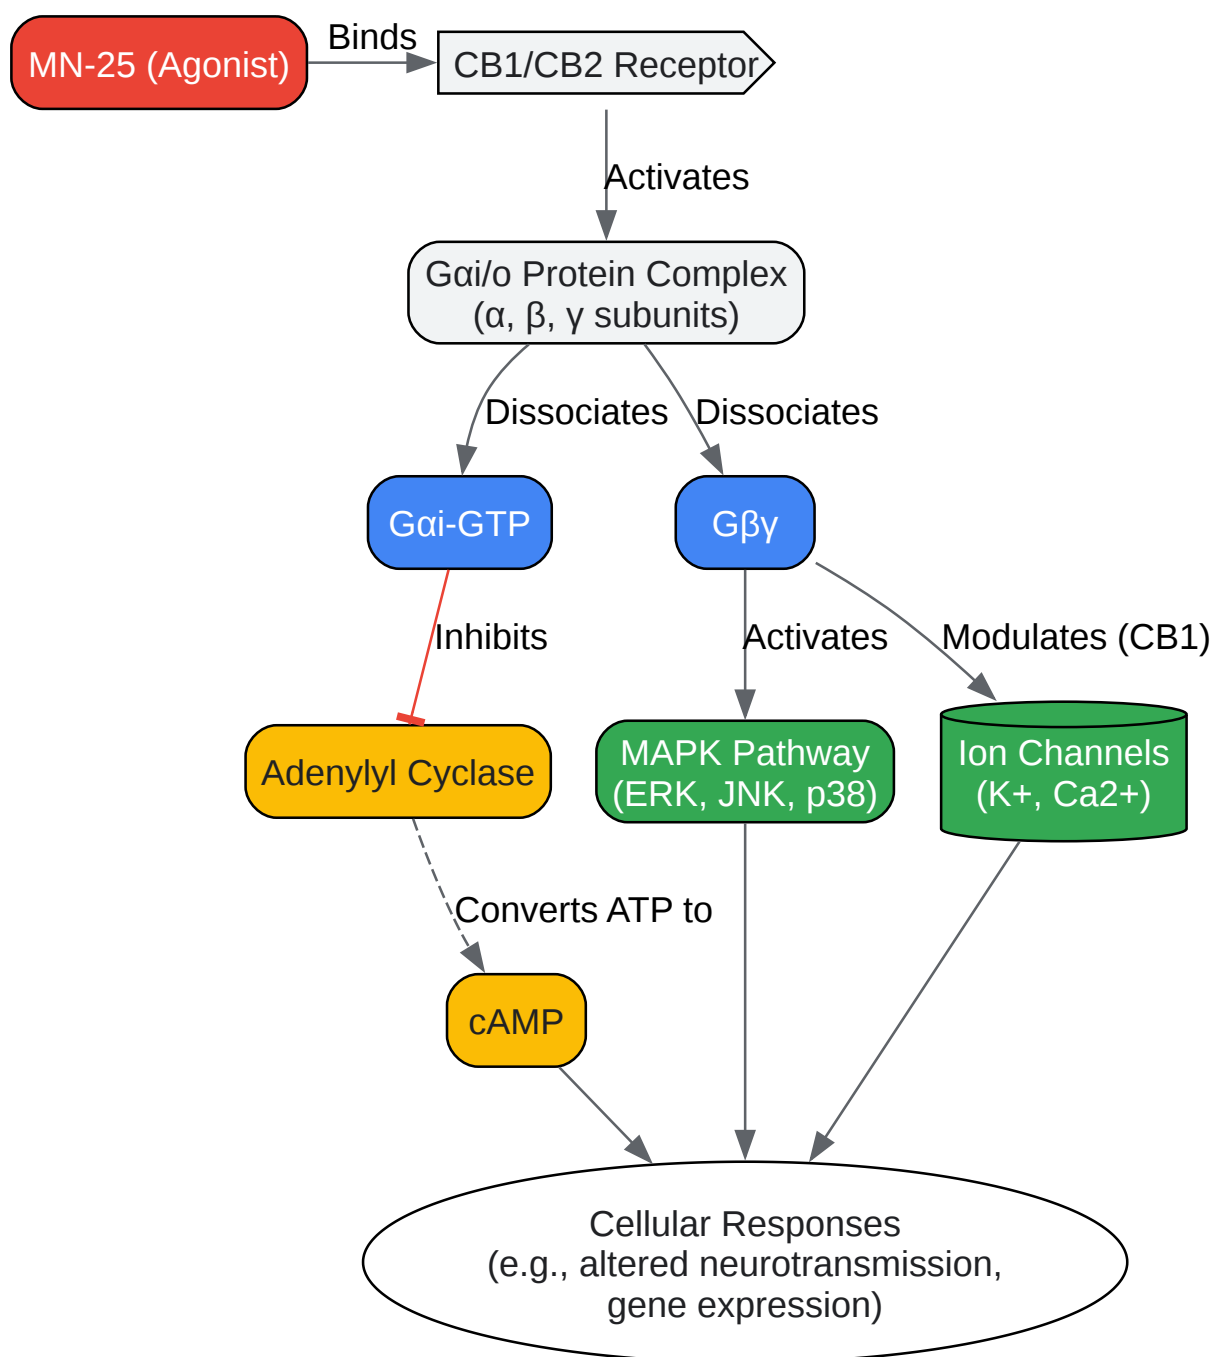 MN-25 (Agonist)
Binds
CB1/CB2 Receptor
Activates
Gαi/o Protein Complex
(α, β, γ subunits)
Dissociates
Dissociates
Gαi-GTP
Gβγ
Inhibits
Activates
Modulates (CB1)
Adenylyl Cyclase
MAPK Pathway
(ERK, JNK, p38)
Ion Channels
(K+, Ca2+)
Converts ATP to
cAMP
Cellular Responses
(e.g., altered neurotransmission,
gene expression)